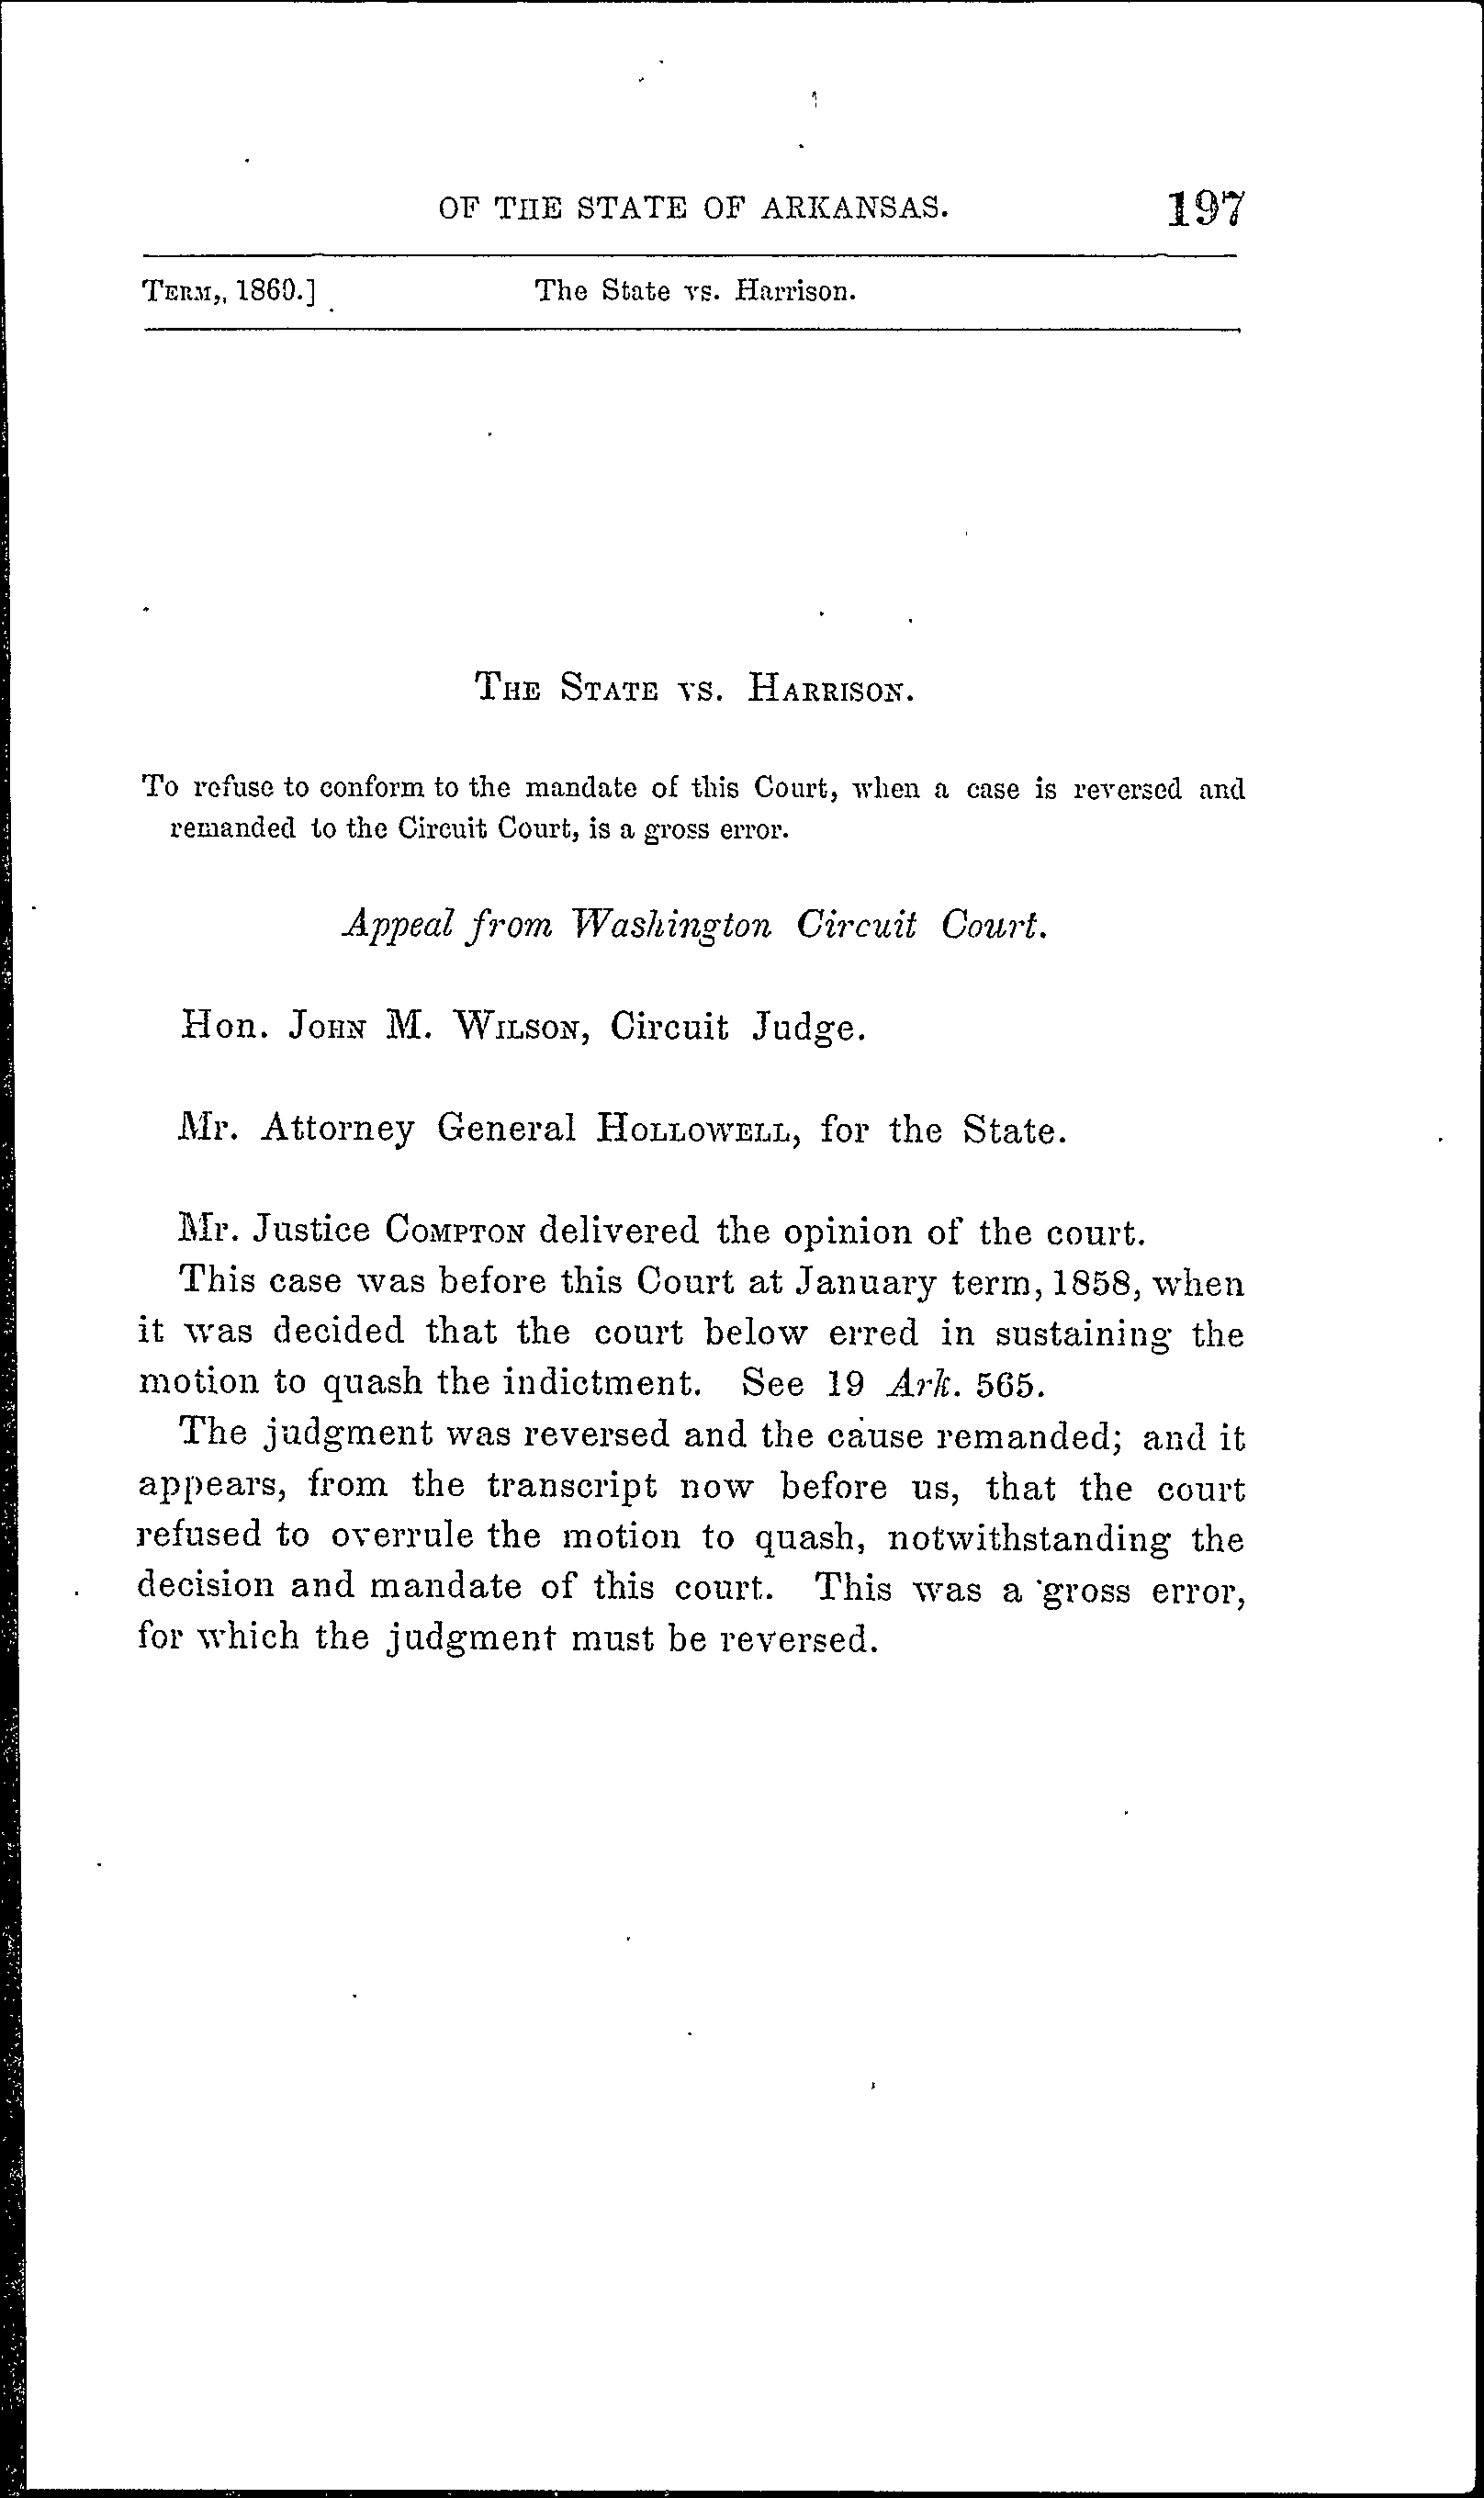 OF THE STATE OF ARKANSAS. 197
TERM,, 1860.] The State vs. Harrison.
THE STATE VS. HARRISON.
To refuse to conform to the mandate of this Court, when a case is reversed and
remanded to the Circuit Court, is a gross error.
Appeal from Washington Circuit Court.
Hon. JOHN M. WILSON, Circuit Judge.
Mr. Attorney General HOLLOWELL, for the State.
Mr. Justice COMPTON delivered the opinion of the court.
This case was before this Court at January term, 1858, when
it was decided that the court below erred in sustaining the
motion to quash the indictment. See 19 Ark. 565.
The judgment was reversed and the cause remanded; and it
appears, from the transcript now before us, that the court
refused to overrule the motion to quash, notwithstanding the
decision and mandate of this court. This was a gross error,
for which the judgment must be reversed.